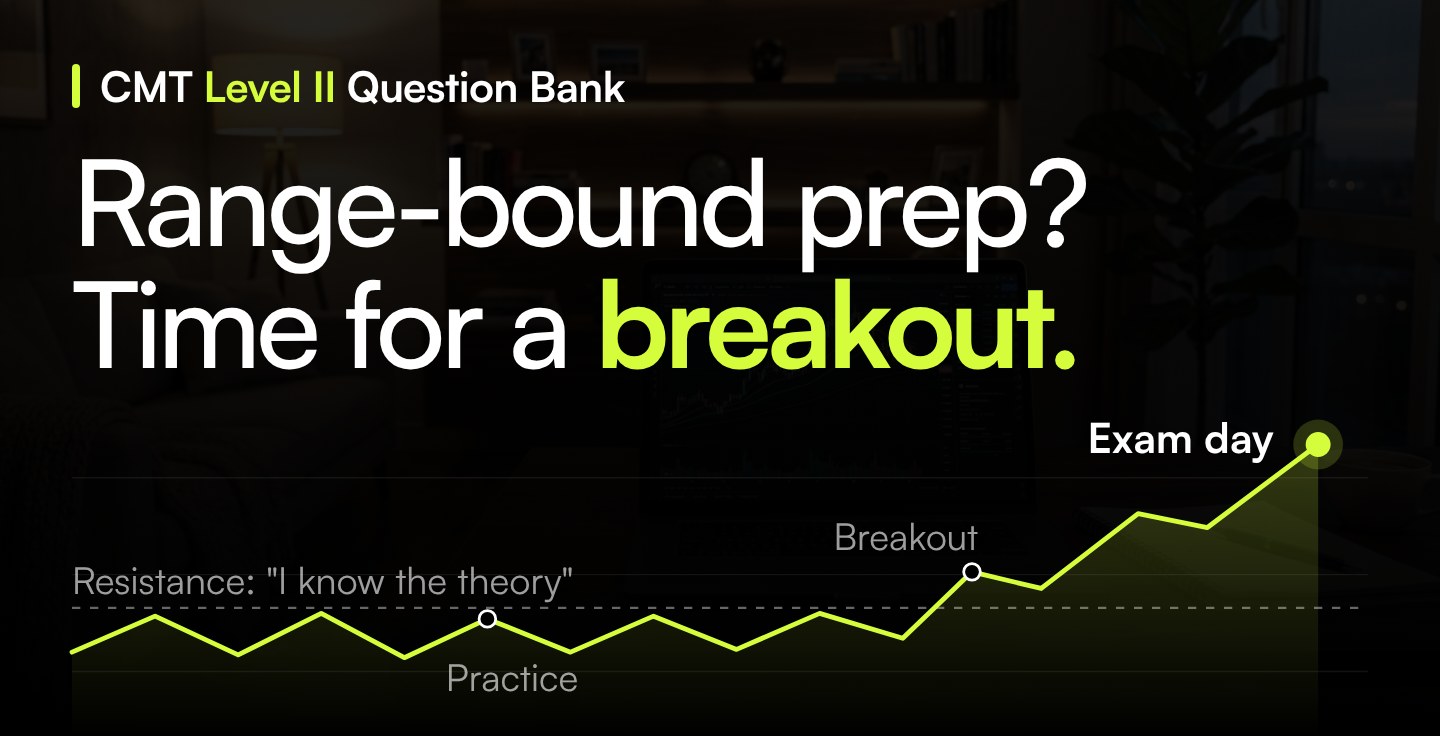 CMT Level II Question Bank
Range-bound prep?
Time for a breakout.
Exam day
Breakout
Resistance: "I know the theory"
Practice